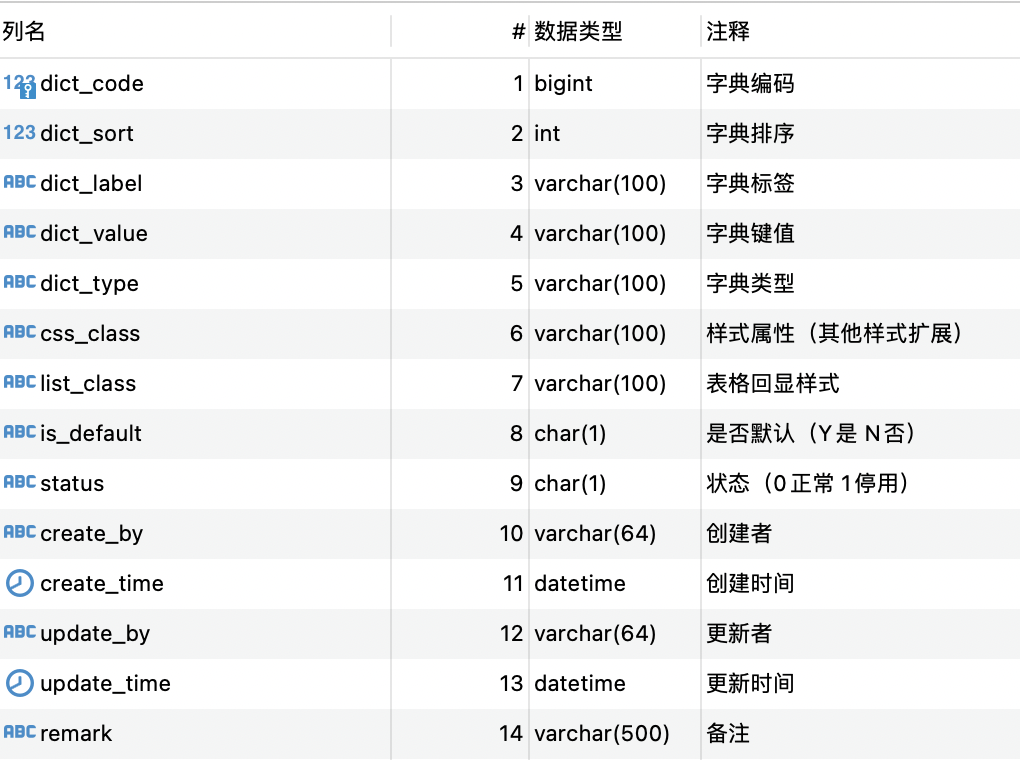 列名 # 数据类型 注释
123 dict_code 1 bigint 字典编码
123 dict_sort 2 int 字典排序
ABC dict_label 3 varchar(100) 字典标签
ABC dict_value 4 varchar(100) 字典键值
ABC dict_type 5 varchar(100) 字典类型
ABC css_class 6 varchar(100) 样式属性（其他样式扩展）
ABC list_class 7 varchar(100) 表格回显样式
ABC is_default 8 char(1) 是否默认（Y是 N否）
ABC status 9 char(1) 状态（0正常 1停用）
ABC create_by 10 varchar(64) 创建者
create_time 11 datetime 创建时间
ABC update_by 12 varchar(64) 更新者
update_time 13 datetime 更新时间
ABC remark 14 varchar(500) 备注